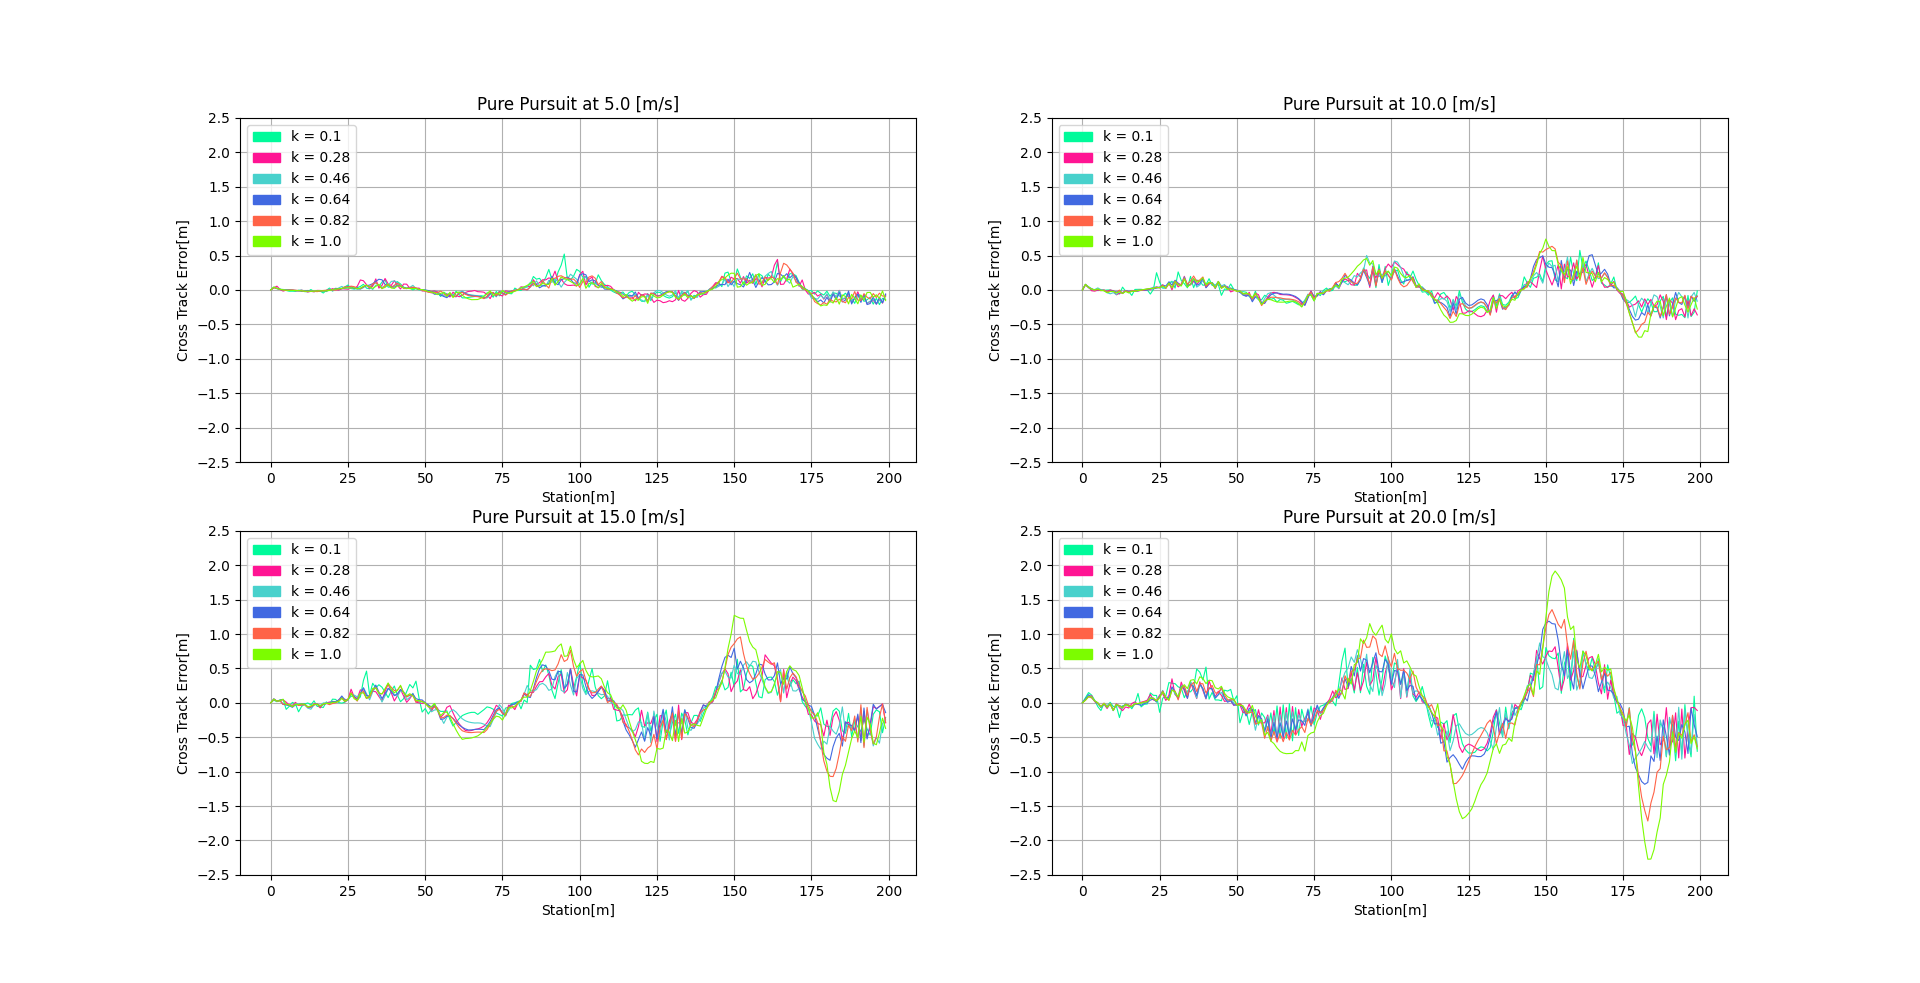 Pure Pursuit at 5.0 [m/s]
2.5
2.0
1.5
1.0
0.5
0.0
−0.5
−1.0
−1.5
−2.0
−2.5
Cross Track Error[m]
k = 0.1
k = 0.28
k = 0.46
k = 0.64
k = 0.82
k = 1.0
0 25 50 75 100 125 150 175 200
Station[m]
Pure Pursuit at 10.0 [m/s]
2.5
2.0
1.5
1.0
0.5
0.0
−0.5
−1.0
−1.5
−2.0
−2.5
Cross Track Error[m]
k = 0.1
k = 0.28
k = 0.46
k = 0.64
k = 0.82
k = 1.0
0 25 50 75 100 125 150 175 200
Station[m]
Pure Pursuit at 15.0 [m/s]
2.5
2.0
1.5
1.0
0.5
0.0
−0.5
−1.0
−1.5
−2.0
−2.5
Cross Track Error[m]
k = 0.1
k = 0.28
k = 0.46
k = 0.64
k = 0.82
k = 1.0
0 25 50 75 100 125 150 175 200
Station[m]
Pure Pursuit at 20.0 [m/s]
2.5
2.0
1.5
1.0
0.5
0.0
−0.5
−1.0
−1.5
−2.0
−2.5
Cross Track Error[m]
k = 0.1
k = 0.28
k = 0.46
k = 0.64
k = 0.82
k = 1.0
0 25 50 75 100 125 150 175 200
Station[m]